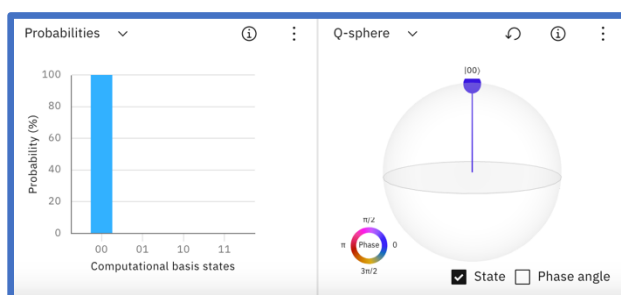 Probabilities
Probability (%)
100
80
60
40
20
0
00 01 10 11
Computational basis states
Q-sphere
|00⟩
π/2
π Phase 0
3π/2
State Phase angle